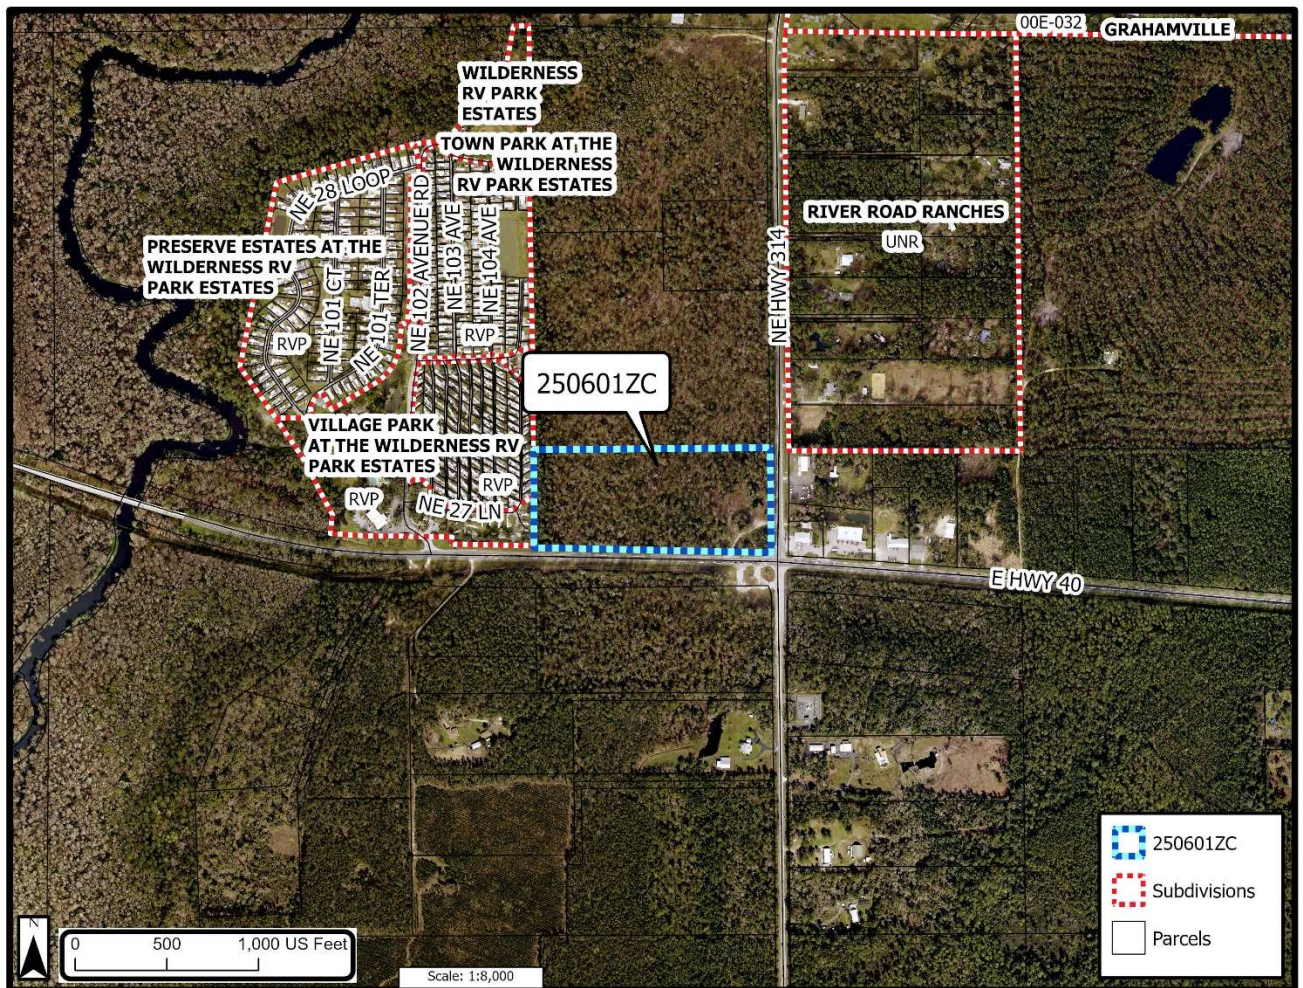 00E-032
GRAHAMVILLE
WILDERNESS
RV PARK
ESTATES
TOWN PARK AT THE
WILDERNESS
RV PARK ESTATES
NE 28 LOOP
RIVER ROAD RANCHES
UNR
PRESERVE ESTATES AT THE
WILDERNESS RV
PARK ESTATES
NE 101 CT
NE 101 TER
NE 102 AVENUE RD
NE 103 AVE
NE 104 AVE
NE HWY 314
RVP
RVP
250601ZC
VILLAGE PARK
AT THE WILDERNESS RV
PARK ESTATES
RVP
RVP
NE 27 LN
E HWY 40
250601ZC
Subdivisions
Parcels
N
0 500 1,000 US Feet
Scale: 1:8,000